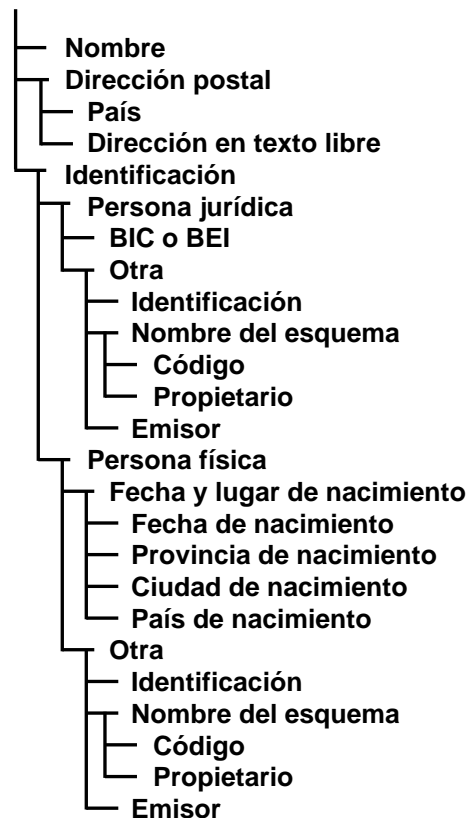 Nombre
Dirección postal
País
Dirección en texto libre
Identificación
Persona jurídica
BIC o BEI
Otra
Identificación
Nombre del esquema
Código
Propietario
Emisor
Persona física
Fecha y lugar de nacimiento
Fecha de nacimiento
Provincia de nacimiento
Ciudad de nacimiento
País de nacimiento
Otra
Identificación
Nombre del esquema
Código
Propietario
Emisor